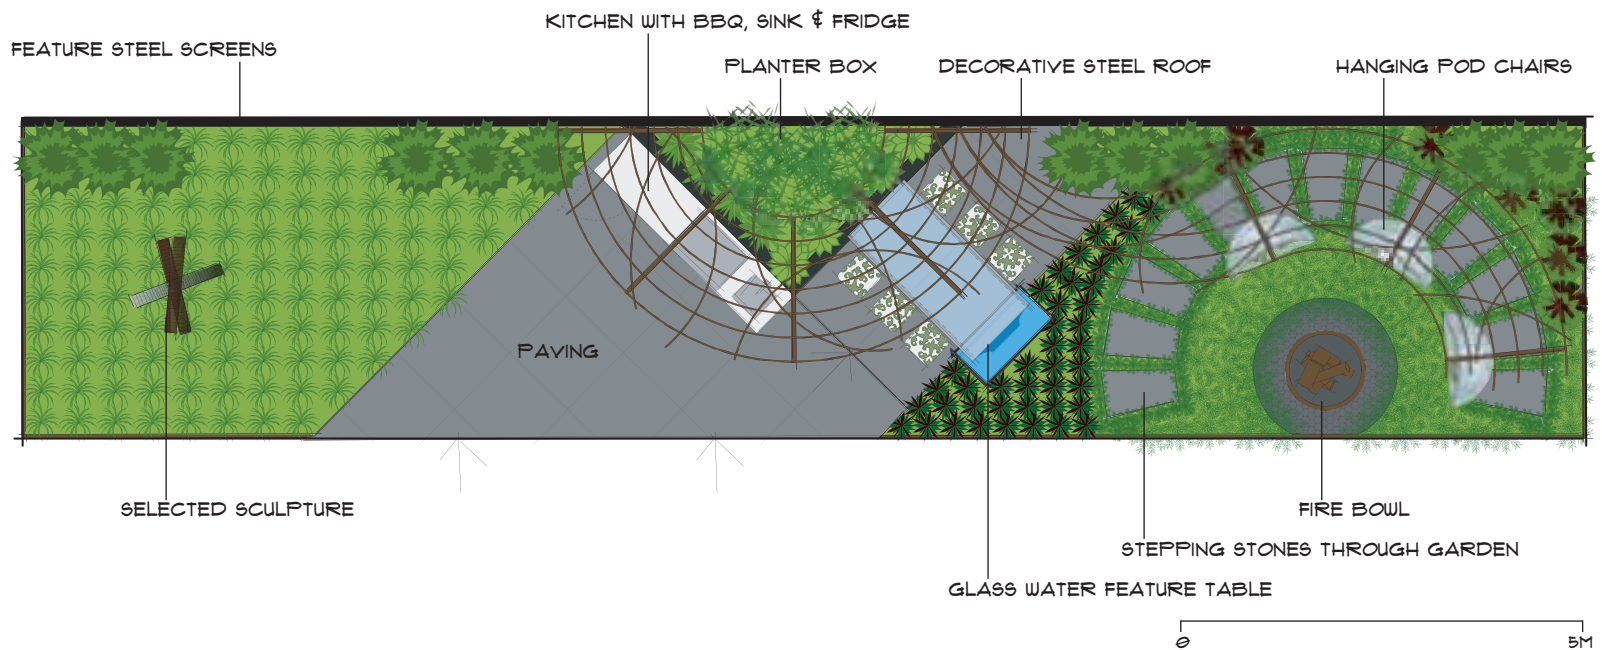 KITCHEN WITH BBQ, SINK & FRIDGE
FEATURE STEEL SCREENS
PLANTER BOX
DECORATIVE STEEL ROOF
HANGING POD CHAIRS
PAVING
SELECTED SCULPTURE
FIRE BOWL
STEPPING STONES THROUGH GARDEN
GLASS WATER FEATURE TABLE
0 5M